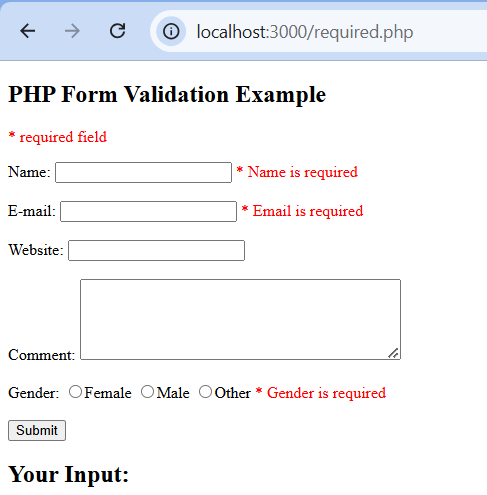 localhost:3000/required.php
PHP Form Validation Example
* required field
Name: * Name is required
E-mail: * Email is required
Website:
Comment:
Gender: Female Male Other * Gender is required
Submit
Your Input: